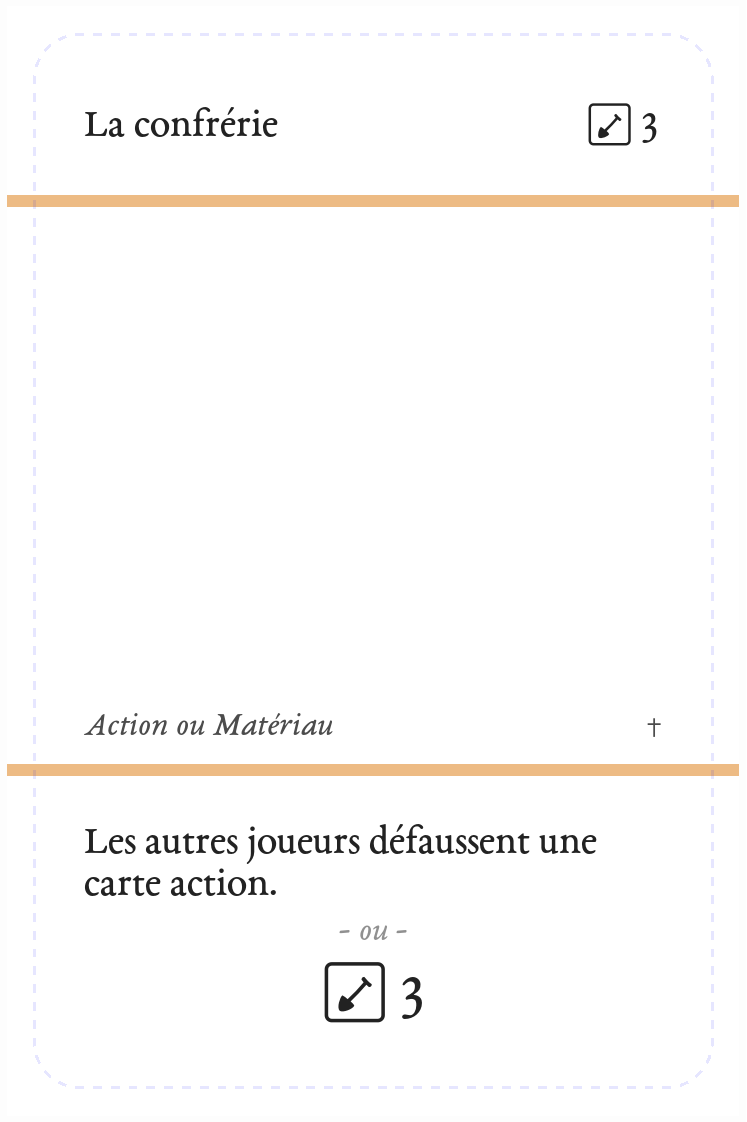 La confrérie 3
Action ou Matériau †
Les autres joueurs défaussent une
carte action.
- ou -
3